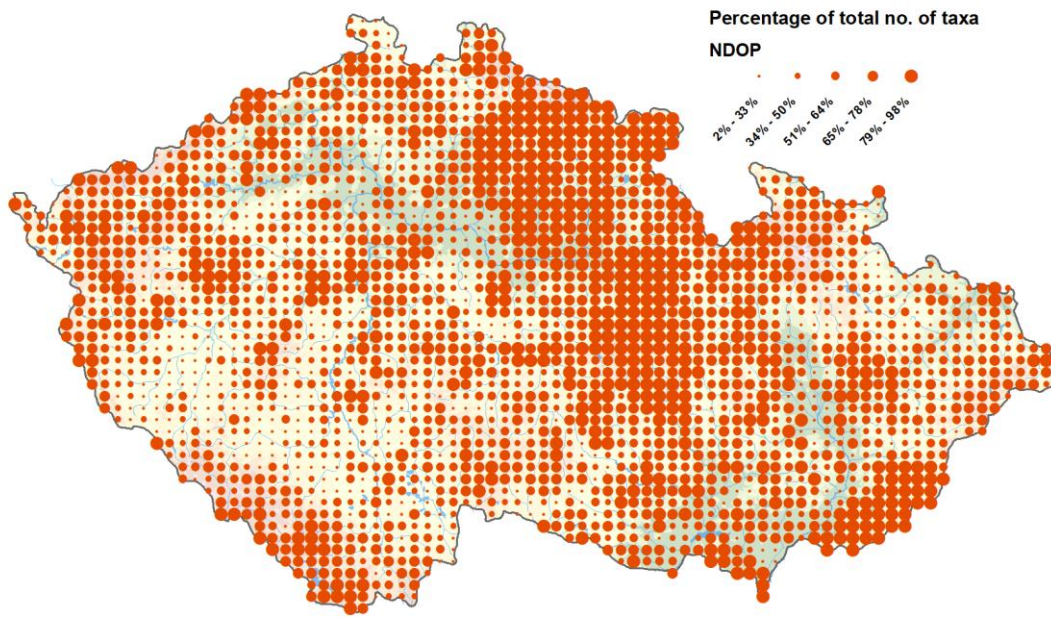 Percentage of total no. of taxa
NDOP
2% - 33%
34% - 50%
51% - 64%
65% - 78%
79% - 98%